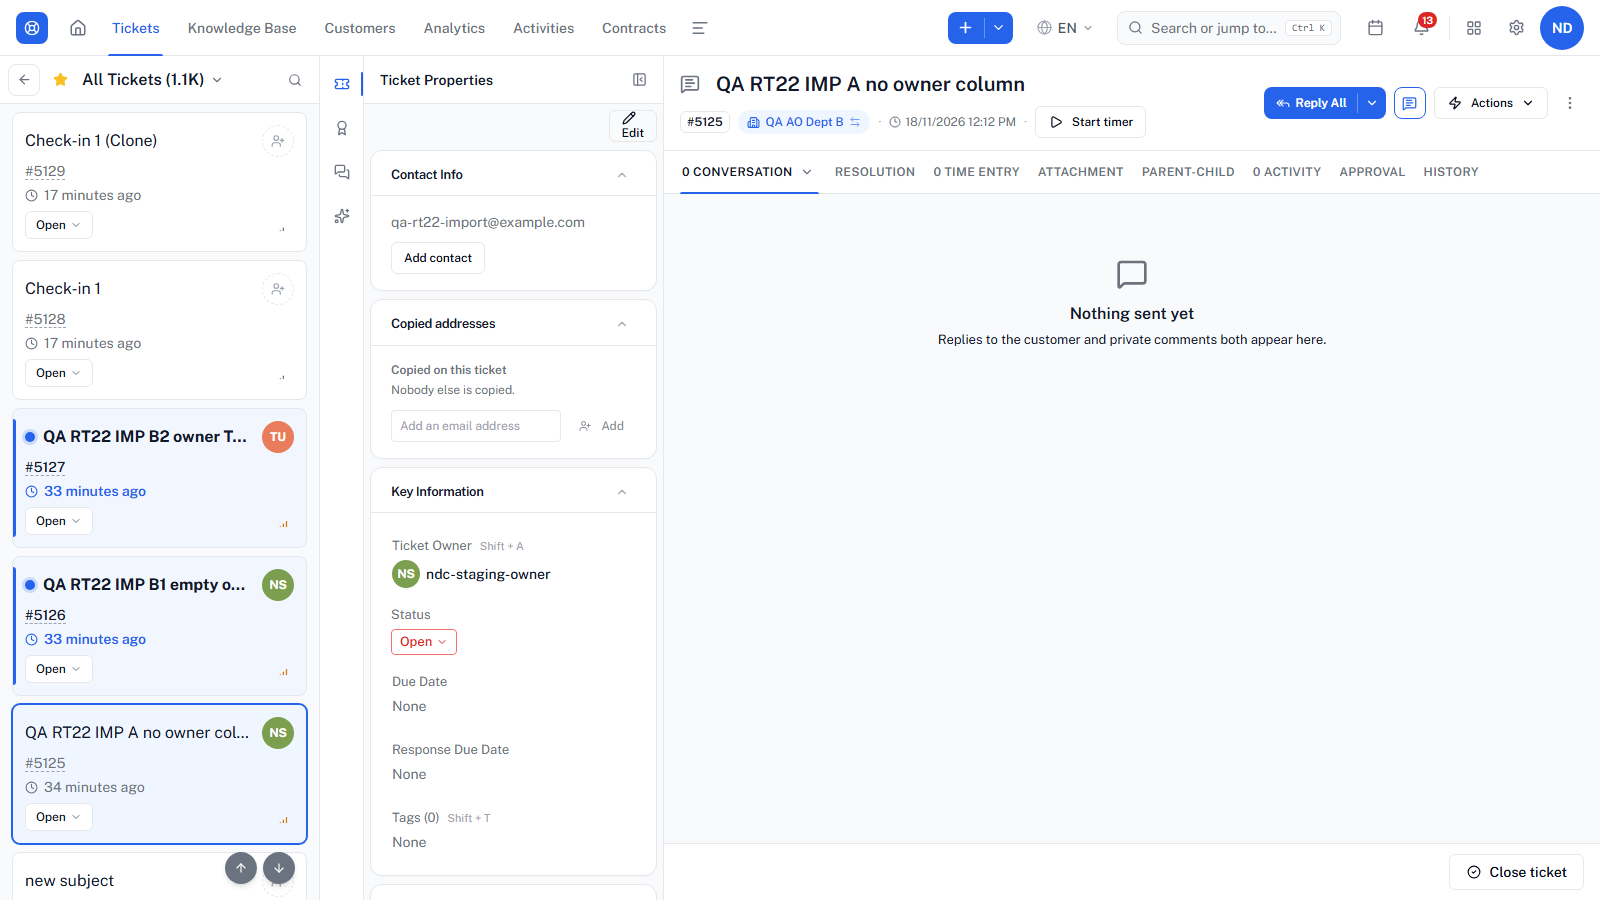 Tickets
Knowledge Base
Customers
Analytics
Activities
Contracts
EN
Search or jump to...
Ctrl K
13
ND
All Tickets (1.1K)
Check-in 1 (Clone)
#5129
17 minutes ago
Open
Check-in 1
#5128
17 minutes ago
Open
QA RT22 IMP B2 owner T...
TU
#5127
33 minutes ago
Open
QA RT22 IMP B1 empty o...
NS
#5126
33 minutes ago
Open
QA RT22 IMP A no owner col...
NS
#5125
34 minutes ago
Open
new subject
Ticket Properties
Edit
Contact Info
qa-rt22-import@example.com
Add contact
Copied addresses
Copied on this ticket
Nobody else is copied.
Add an email address
Add
Key Information
Ticket Owner Shift + A
NS ndc-staging-owner
Status
Open
Due Date
None
Response Due Date
None
Tags (0) Shift + T
None
QA RT22 IMP A no owner column
#5125
QA AO Dept B
· 18/11/2026 12:12 PM ·
Start timer
Reply All
Actions
0 CONVERSATION
RESOLUTION
0 TIME ENTRY
ATTACHMENT
PARENT-CHILD
0 ACTIVITY
APPROVAL
HISTORY
Nothing sent yet
Replies to the customer and private comments both appear here.
Close ticket